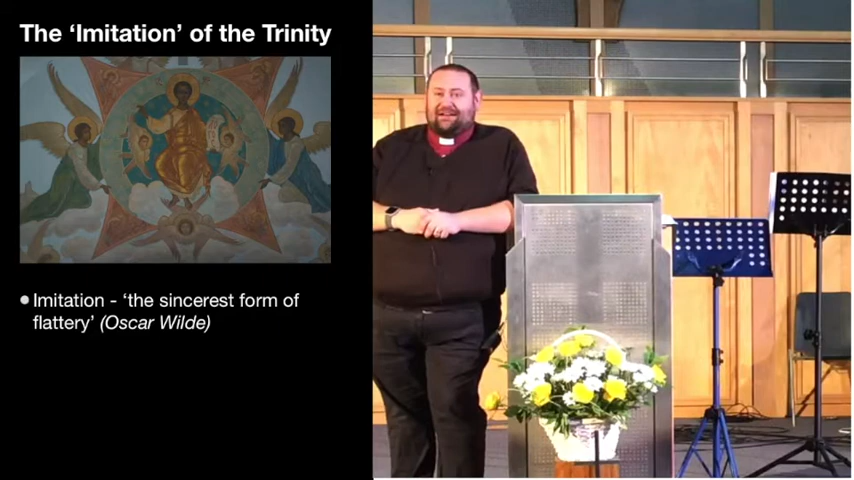 The ‘Imitation’ of the Trinity
Imitation - ‘the sincerest form of
flattery’ (Oscar Wilde)